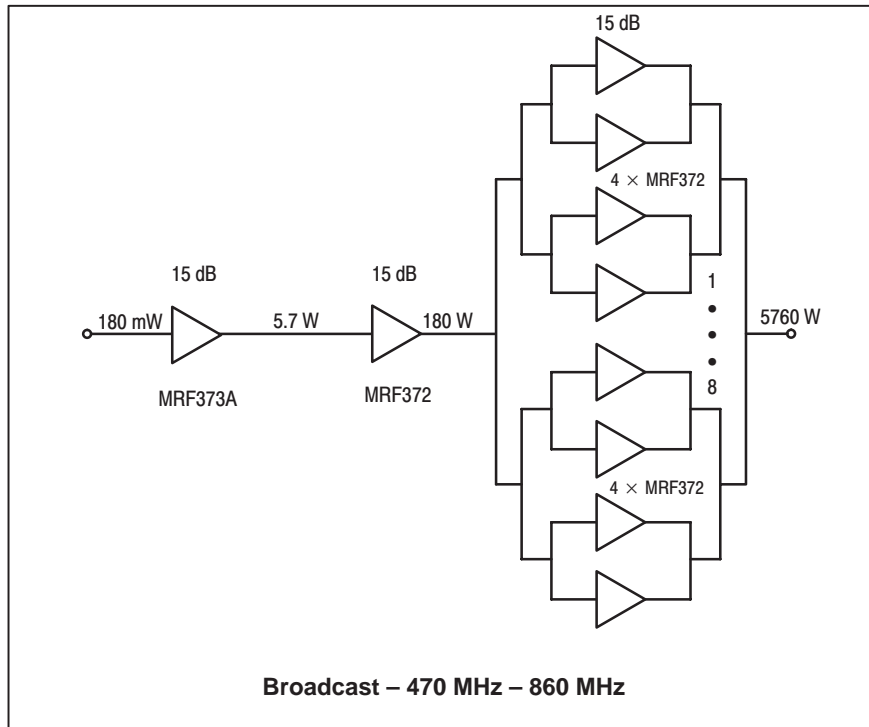 15 dB
4 × MRF372
15 dB
15 dB
1
180 mW
5.7 W
180 W
5760 W
8
MRF373A
MRF372
4 × MRF372
Broadcast – 470 MHz – 860 MHz